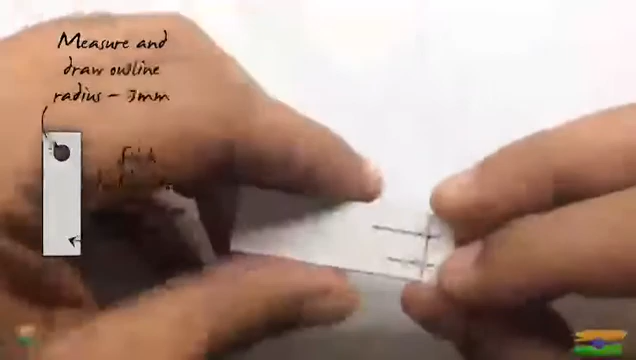 Measure and
draw outline
radius - 3mm